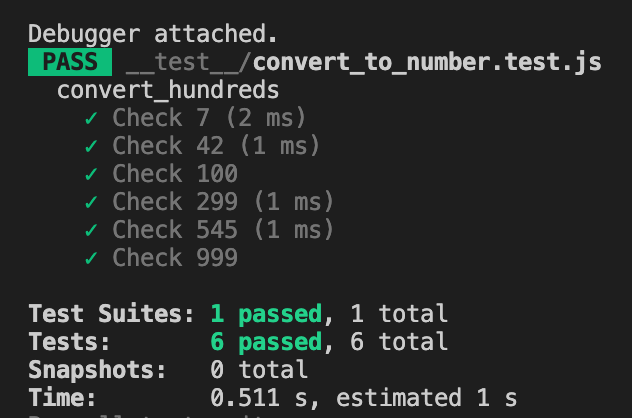 Debugger attached.
PASS __test__/convert_to_number.test.js
convert_hundreds
✓ Check 7 (2 ms)
✓ Check 42 (1 ms)
✓ Check 100
✓ Check 299 (1 ms)
✓ Check 545 (1 ms)
✓ Check 999
Test Suites: 1 passed, 1 total
Tests: 6 passed, 6 total
Snapshots: 0 total
Time: 0.511 s, estimated 1 s